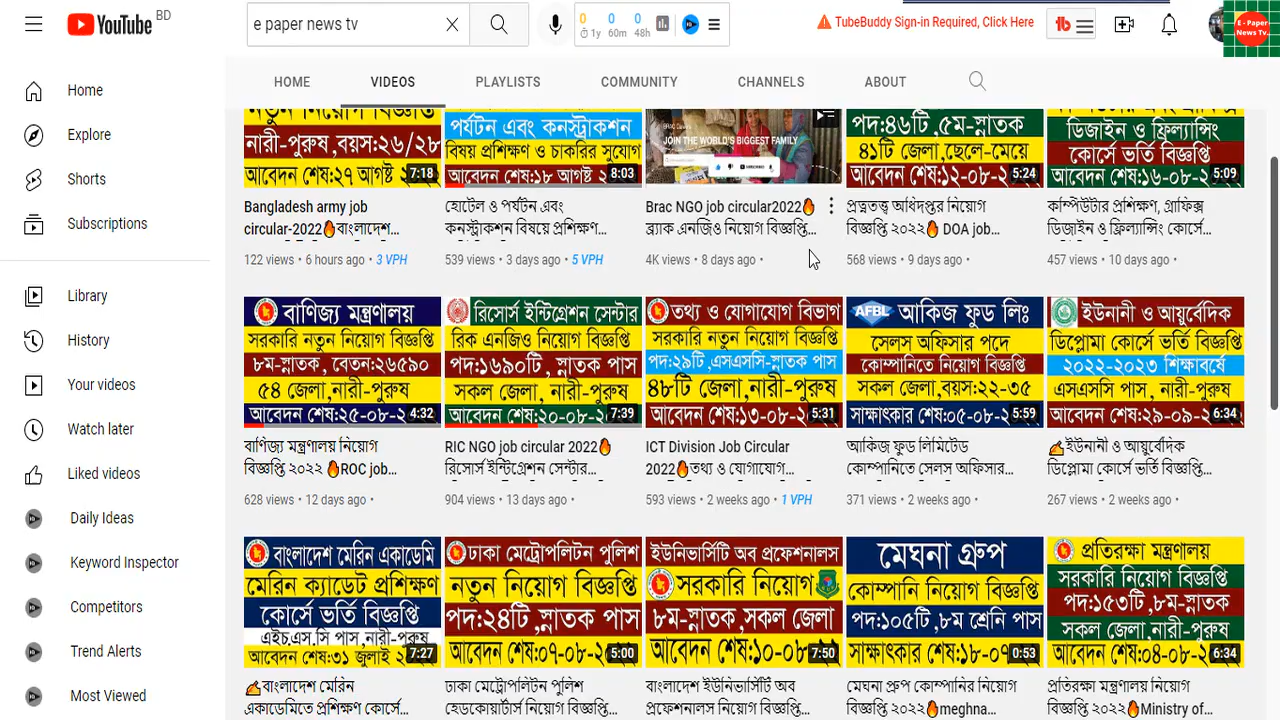 YouTube BD
e paper news tv
0 0 0
1y 60m 48h
TubeBuddy Sign-in Required, Click Here
E - Paper
News Tv.
HOME VIDEOS PLAYLISTS COMMUNITY CHANNELS ABOUT
Home
Explore
Shorts
Subscriptions
Library
History
Your videos
Watch later
Liked videos
Daily Ideas
Keyword Inspector
Competitors
Trend Alerts
Most Viewed
নতুন নিয়োগ বিজ্ঞপ্তি
নারী-পুরুষ,বয়স:২৬/২৮
আবেদন শেষ:২৭ আগষ্ট
7:18
Bangladesh army job
circular-2022🔥বাংলাদেশ...
122 views • 6 hours ago • 3 VPH
পর্যটন এবং কনস্ট্রাকশন
বিষয় প্রশিক্ষণ ও চাকরির সুযোগ
আবেদন শেষ:১৮ আগষ্ট ২
8:03
হোটেল ও পর্যটন এবং
কনস্ট্রাকশন বিষয়ে প্রশিক্ষণ...
539 views • 3 days ago • 5 VPH
JOIN THE WORLD'S BIGGEST FAMILY
Brac NGO job circular2022🔥
ব্র্যাক এনজিও নিয়োগ বিজ্ঞপ্তি...
4K views • 8 days ago •
পদ:৪৬টি ,৫ম-স্নাতক
৪১টি জেলা,ছেলে-মেয়ে
আবেদন শেষ:১২-০৮-২
5:24
প্রত্নতত্ত্ব অধিদপ্তর নিয়োগ
বিজ্ঞপ্তি ২০২২🔥 DOA job...
568 views • 9 days ago •
ডিজাইন ও ফ্রিল্যান্সিং
কোর্সে ভর্তি বিজ্ঞপ্তি
আবেদন শেষ:১৬-০৮-২
5:09
কম্পিউটার প্রশিক্ষণ, গ্রাফিক্স
ডিজাইন ও ফ্রিল্যান্সিং কোর্সে...
457 views • 10 days ago •
বাণিজ্য মন্ত্রণালয়
সরকারি নতুন নিয়োগ বিজ্ঞপ্তি
৮ম-স্নাতক, বেতন:২৬৫৯০
৫৪ জেলা,নারী-পুরুষ
আবেদন শেষ:২৫-০৮-২
4:32
বাণিজ্য মন্ত্রণালয় নিয়োগ
বিজ্ঞপ্তি ২০২২ 🔥ROC job...
628 views • 12 days ago •
রিসোর্স ইন্টিগ্রেশন সেন্টার
রিক এনজিও নিয়োগ বিজ্ঞপ্তি
পদ:১৬৯০টি , স্নাতক পাস
সকল জেলা, নারী-পুরুষ
আবেদন শেষ:২০-০৮-২
7:39
RIC NGO job circular 2022🔥
রিসোর্স ইন্টিগ্রেশন সেন্টার...
904 views • 13 days ago •
তথ্য ও যোগাযোগ বিভাগ
সরকারি নতুন নিয়োগ বিজ্ঞপ্তি
পদ:২৯টি,এসএসসি-স্নাতক পাস
৪৮টি জেলা,নারী-পুরুষ
আবেদন শেষ:১৩-০৮-২
5:31
ICT Division Job Circular
2022🔥তথ্য ও যোগাযোগ...
593 views • 2 weeks ago • 1 VPH
AFBL আকিজ ফুড লিঃ
সেলস অফিসার পদে
কোম্পানিতে নিয়োগ বিজ্ঞপ্তি
সকল জেলা,বয়স:২২-৩৫
সাক্ষাৎকার শেষ:০৫-০৮-২
5:59
আকিজ ফুড লিমিটেড
কোম্পানিতে সেলস অফিসার...
371 views • 2 weeks ago •
ইউনানী ও আয়ুর্বেদিক
ডিপ্লোমা কোর্সে ভর্তি বিজ্ঞপ্তি
২০২২-২০২৩ শিক্ষাবর্ষে
এসএসসি পাস, নারী-পুরুষ
আবেদন শেষ:২৯-০৯-২
6:34
✍ইউনানী ও আয়ুর্বেদিক
ডিপ্লোমা কোর্সে ভর্তি বিজ্ঞপ্তি...
267 views • 2 weeks ago •
বাংলাদেশ মেরিন একাডেমি
মেরিন ক্যাডেট প্রশিক্ষণ
কোর্সে ভর্তি বিজ্ঞপ্তি
এইচ.এস.সি পাস,নারী-পুরুষ
আবেদন শেষ:৩১ জুলাই ২
7:27
✍বাংলাদেশ মেরিন
একাডেমিতে প্রশিক্ষণ কোর্সে...
ঢাকা মেট্রোপলিটন পুলিশ
নতুন নিয়োগ বিজ্ঞপ্তি
পদ:২৪টি ,স্নাতক পাস
আবেদন শেষ:০৭-০৮-২
5:00
ঢাকা মেট্রোপলিটন পুলিশ
হেডকোয়ার্টার্স নিয়োগ বিজ্ঞপ্তি...
ইউনিভার্সিটি অব প্রফেশনালস
সরকারি নিয়োগ
৮ম-স্নাতক,সকল জেলা
আবেদন শেষ:১০-০৮
7:50
বাংলাদেশ ইউনিভার্সিটি অব
প্রফেশনালস নিয়োগ বিজ্ঞপ্তি...
মেঘনা গ্রুপ
কোম্পানি নিয়োগ বিজ্ঞপ্তি
পদ:১০৫টি,৮ম শ্রেনি পাস
সাক্ষাৎকার শেষ:১৮-০৭
0:53
মেঘনা গ্রুপ কোম্পানির নিয়োগ
বিজ্ঞপ্তি ২০২২🔥meghna...
প্রতিরক্ষা মন্ত্রণালয়
সরকারি নিয়োগ বিজ্ঞপ্তি
পদ:১৫৩টি,৮ম-স্নাতক
সকল জেলা,নারী-পুরুষ
আবেদন শেষ:০৪-০৮-২
6:34
প্রতিরক্ষা মন্ত্রণালয় নিয়োগ
বিজ্ঞপ্তি ২০২২🔥Ministry of...